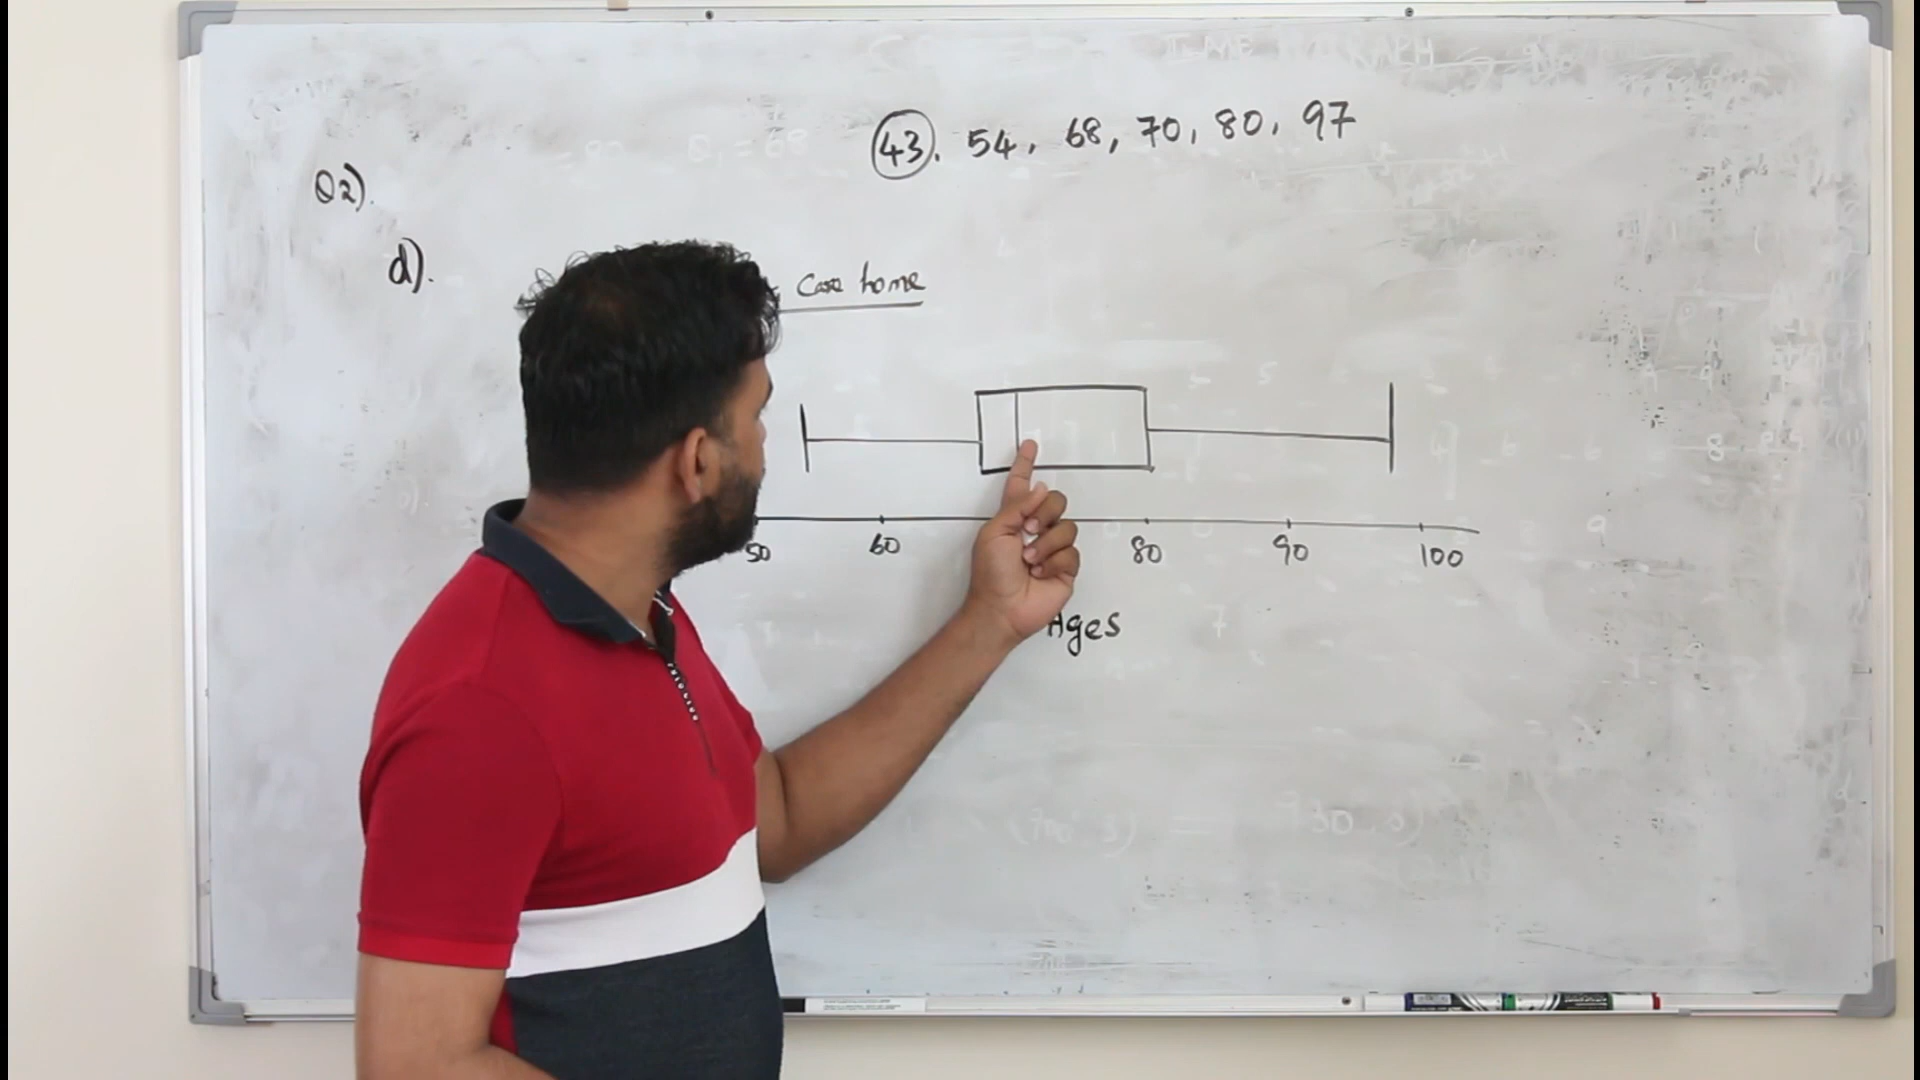 43, 54, 68, 70, 80, 97
Q2).
d).
Care home
50 60 80 90 100
Ages